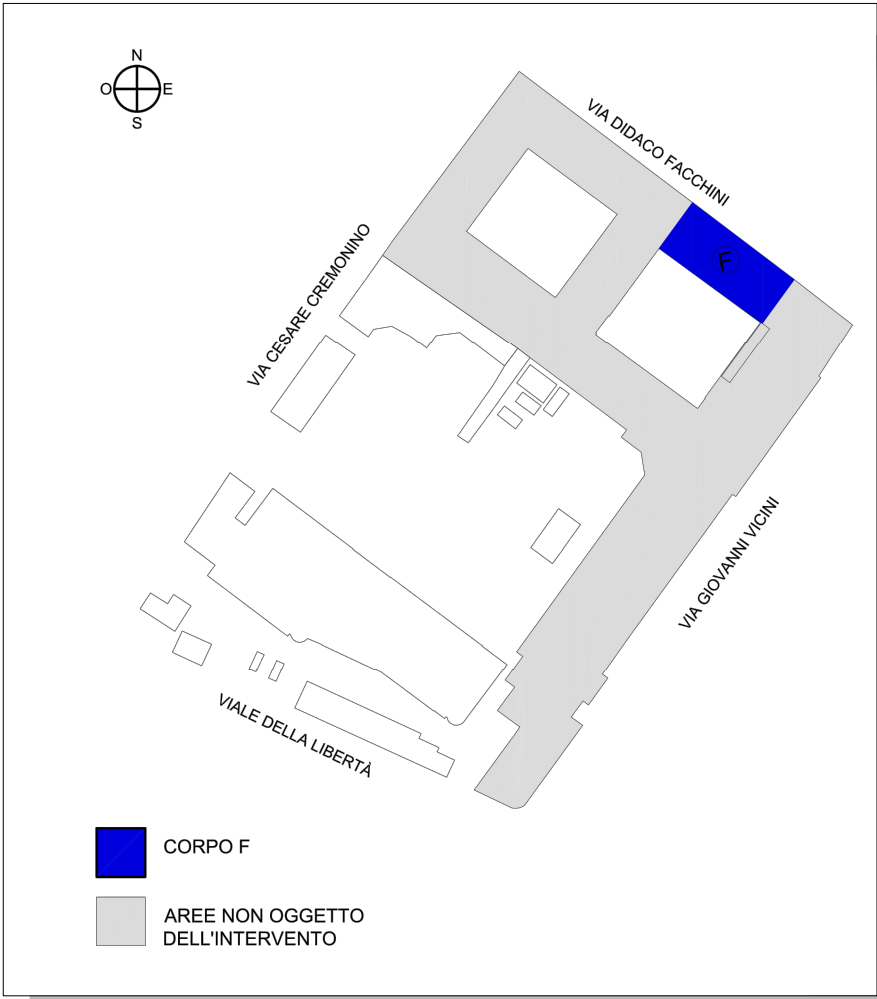 N
O E
S
VIA DIDACO FACCHINI
F
VIA CESARE CREMONINO
VIA GIOVANNI VICINI
VIALE DELLA LIBERTÀ
CORPO F
AREE NON OGGETTO
DELL'INTERVENTO